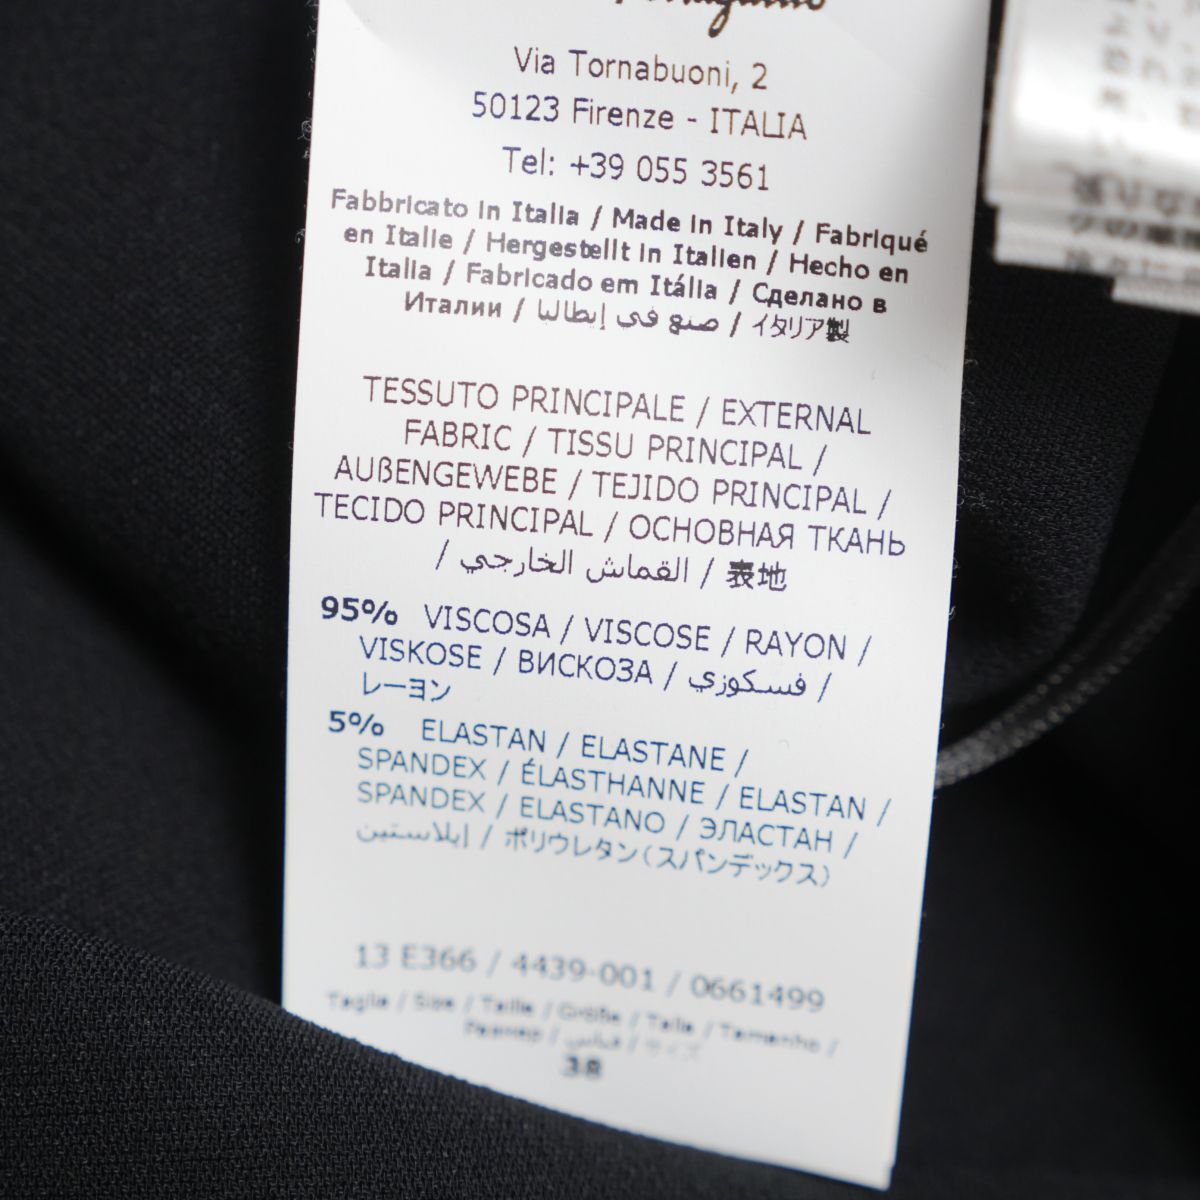 Via Tornabuoni, 2
50123 Firenze - ITALIA
Tel: +39 055 3561
Fabbricato in Italia / Made in Italy / Fabriqué
en Italie / Hergestellt in Italien / Hecho en
Italia / Fabricado em Itália / Сделано в
Италии / صنع في إيطاليا / イタリア製
TESSUTO PRINCIPALE / EXTERNAL
FABRIC / TISSU PRINCIPAL /
AUßENGEWEBE / TEJIDO PRINCIPAL /
TECIDO PRINCIPAL / ОСНОВНАЯ ТКАНЬ
/ القماش الخارجي / 表地
95% VISCOSA / VISCOSE / RAYON /
VISKOSE / ВИСКОЗА / فسكوزي /
レーヨン
5% ELASTAN / ELASTANE /
SPANDEX / ÉLASTHANNE / ELASTAN /
SPANDEX / ELASTANO / ЭЛАСТАН /
إيلاستين / ポリウレタン(スパンデックス)
13 E366 / 4439-001 / 0661499
Taglia / Size / Taille / Größe / Talla / Tamanho /
Размер / قياس / サイズ
38